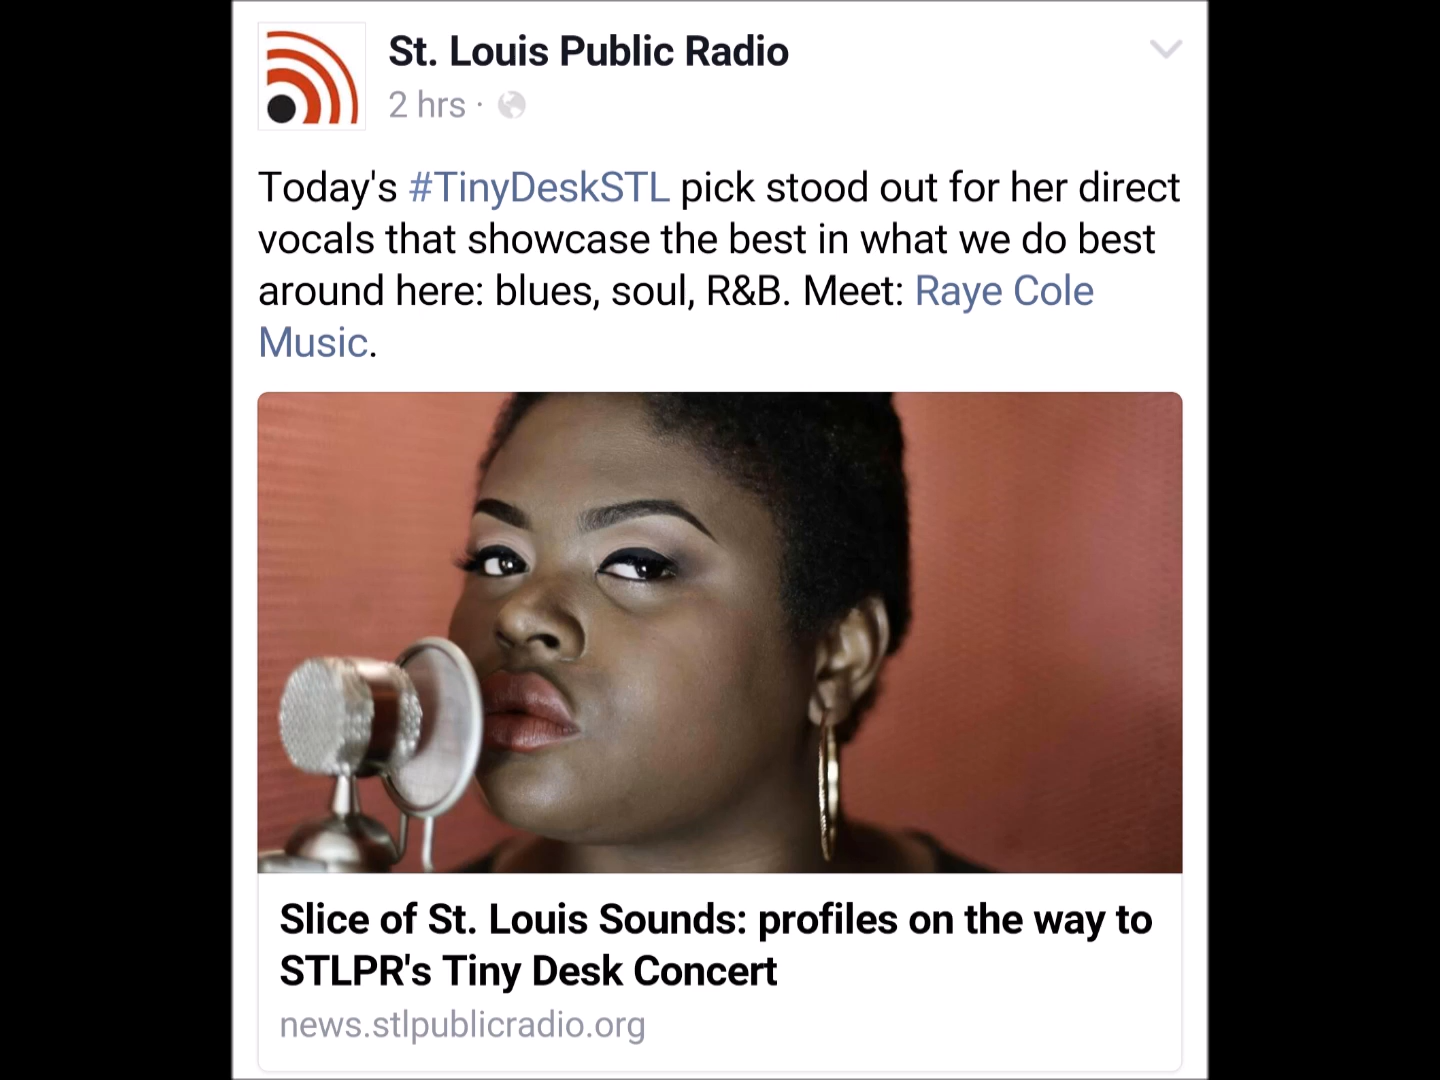 St. Louis Public Radio
2 hrs ·
Today's #TinyDeskSTL pick stood out for her direct
vocals that showcase the best in what we do best
around here: blues, soul, R&B. Meet: Raye Cole
Music.
Slice of St. Louis Sounds: profiles on the way to
STLPR's Tiny Desk Concert
news.stlpublicradio.org